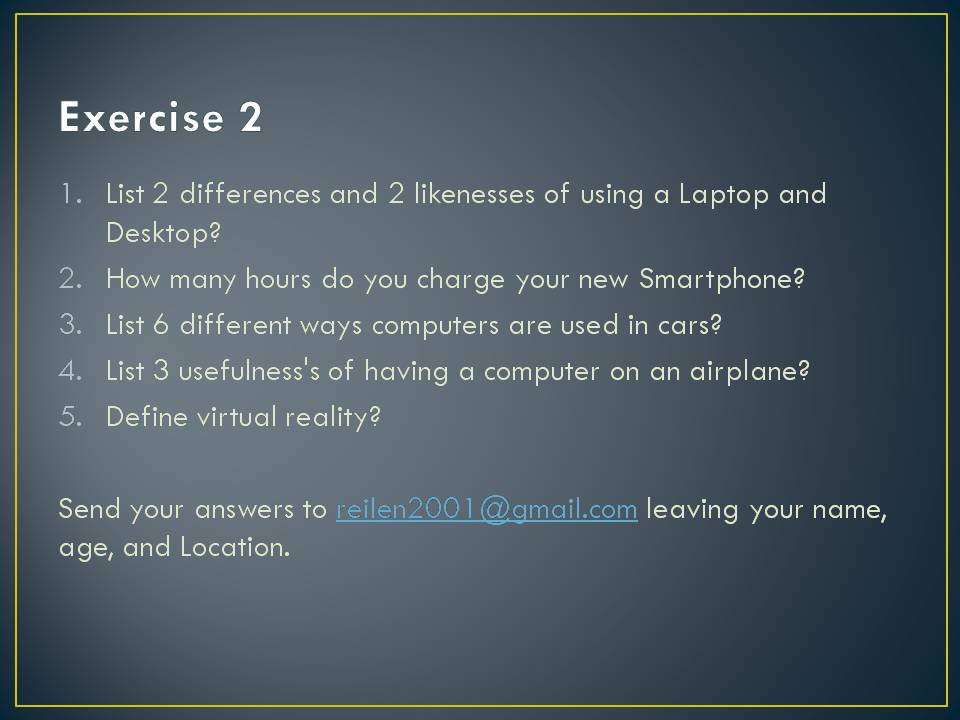 Exercise 2
1. List 2 differences and 2 likenesses of using a Laptop and
Desktop?
2. How many hours do you charge your new Smartphone?
3. List 6 different ways computers are used in cars?
4. List 3 usefulness's of having a computer on an airplane?
5. Define virtual reality?
Send your answers to reilen2001@gmail.com leaving your name,
age, and Location.